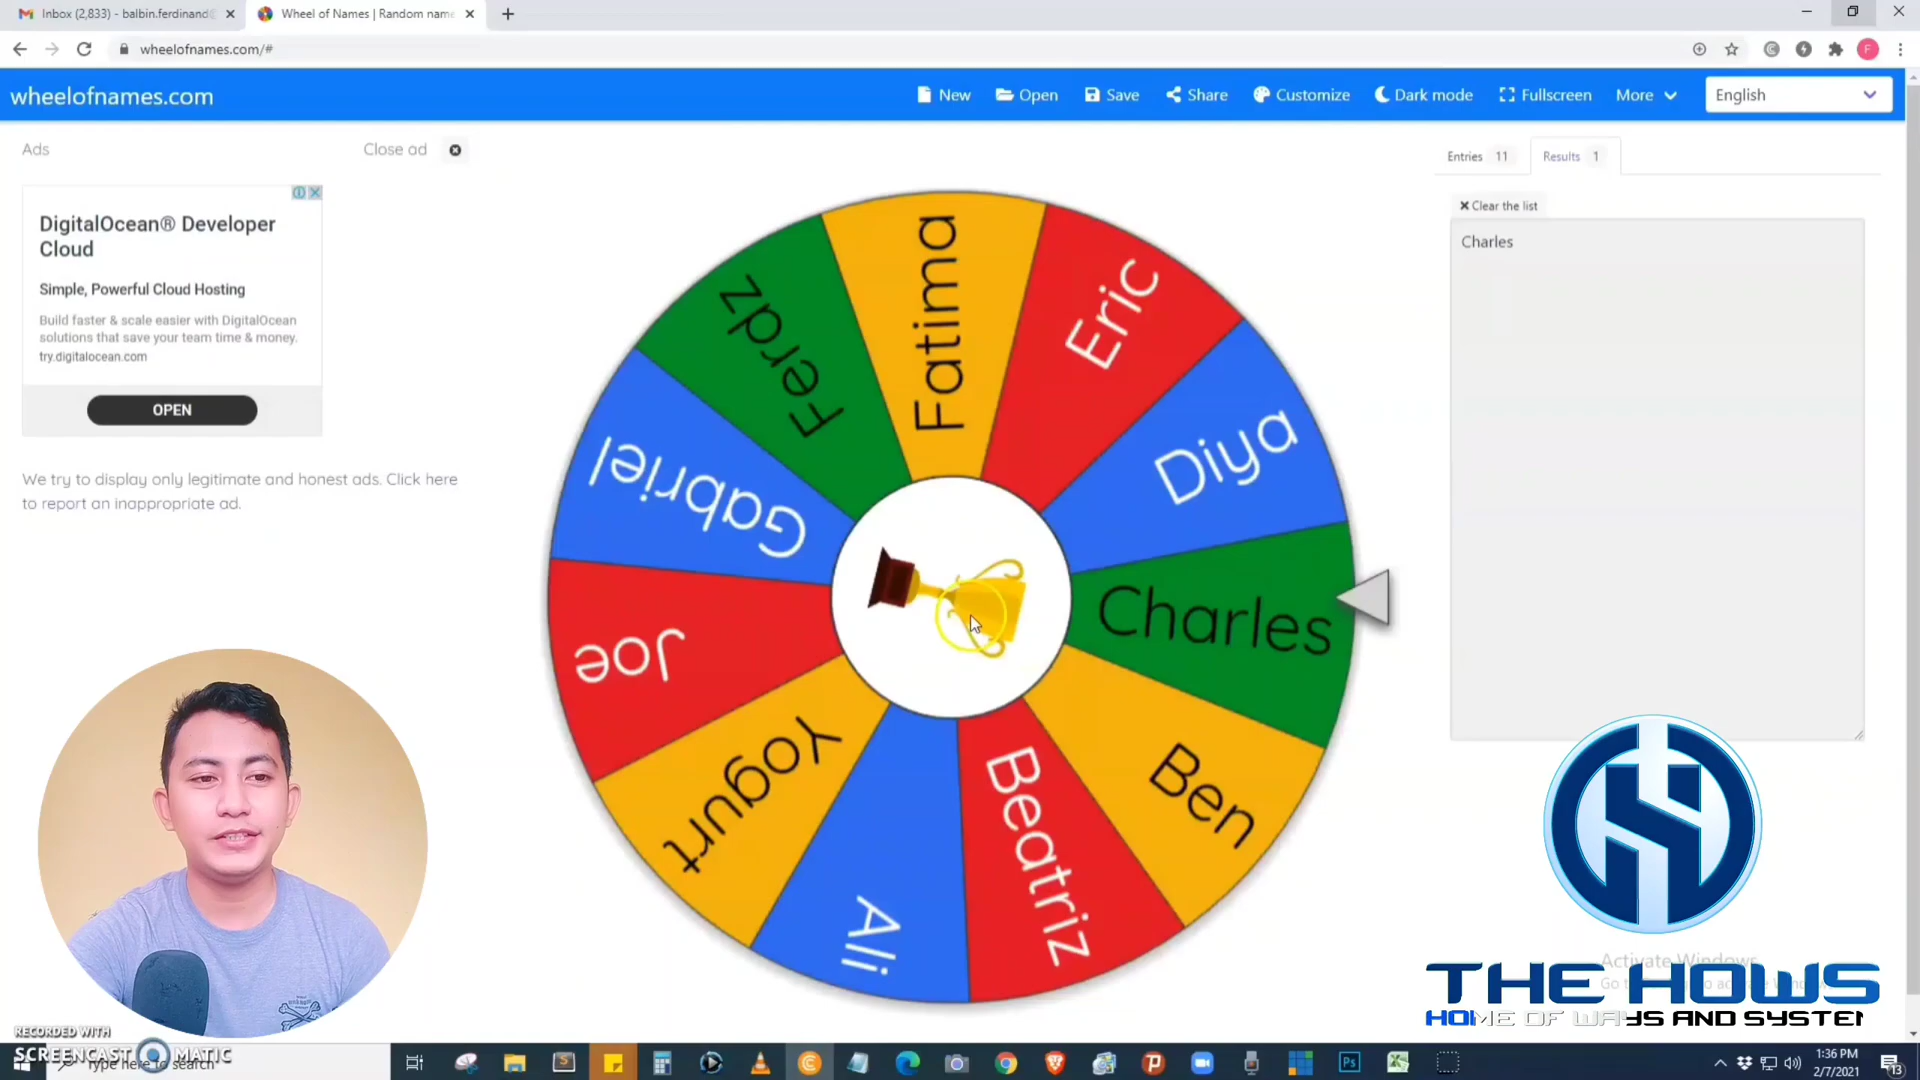 Inbox (2,833) - balbin.ferdinand
Wheel of Names | Random name
wheelofnames.com/#
F
wheelofnames.com
New
Open
Save
Share
Customize
Dark mode
Fullscreen
More
English
Ads
Close ad
DigitalOcean® Developer
Cloud
Simple, Powerful Cloud Hosting
Build faster & scale easier with DigitalOcean
solutions that save your team time & money.
try.digitalocean.com
OPEN
We try to display only legitimate and honest ads. Click here
to report an inappropriate ad.
Entries 11
Results 1
Clear the list
Charles
Fatima
Eric
Diya
Charles
Ben
Beatriz
Ali
Yogurt
Joe
Gabriel
Ferdz
Activate Windows
THE HOWS
HOME OF WAYS AND SYSTEM
RECORDED WITH
SCREENCAST MATIC
Type here to search
1:36 PM
2/7/2021
13